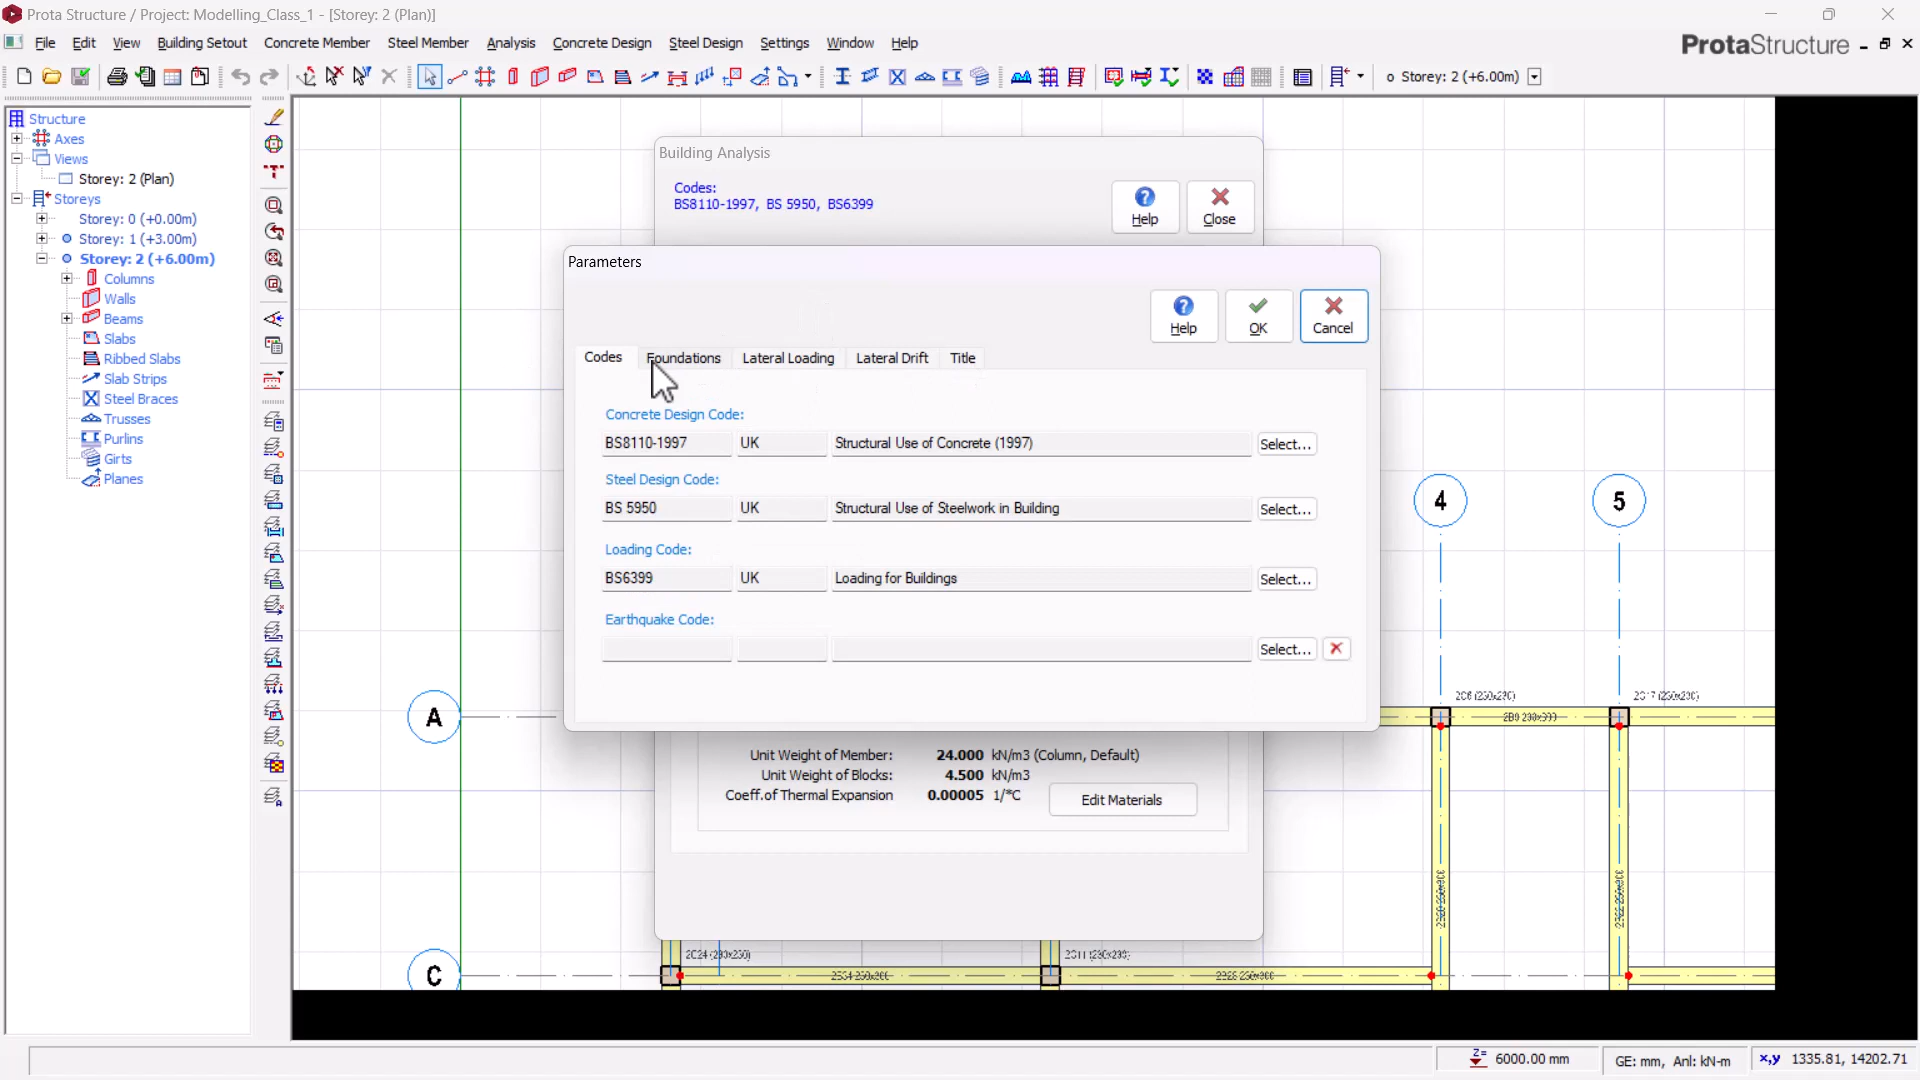 Prota Structure / Project: Modelling_Class_1 - [Storey: 2 (Plan)]
File Edit View Building Setout Concrete Member Steel Member Analysis Concrete Design Steel Design Settings Window Help
ProtaStructure
o Storey: 2 (+6.00m)
Structure
Axes
Views
Storey: 2 (Plan)
Storeys
Storey: 0 (+0.00m)
Storey: 1 (+3.00m)
Storey: 2 (+6.00m)
Columns
Walls
Beams
Slabs
Ribbed Slabs
Slab Strips
Steel Braces
Trusses
Purlins
Girts
Planes
Building Analysis
Codes:
BS8110-1997, BS 5950, BS6399
Help
Close
Parameters
Help
OK
Cancel
Codes Foundations Lateral Loading Lateral Drift Title
Concrete Design Code:
BS8110-1997 UK Structural Use of Concrete (1997) Select...
Steel Design Code:
BS 5950 UK Structural Use of Steelwork in Building Select...
Loading Code:
BS6399 UK Loading for Buildings Select...
Earthquake Code:
Select...
Unit Weight of Member: 24.000 kN/m3 (Column, Default)
Unit Weight of Blocks: 4.500 kN/m3
Coeff.of Thermal Expansion 0.00005 1/°C
Edit Materials
4
5
A
C
6000.00 mm
GE: mm, Anl: kN-m
x,y 1335.81, 14202.71